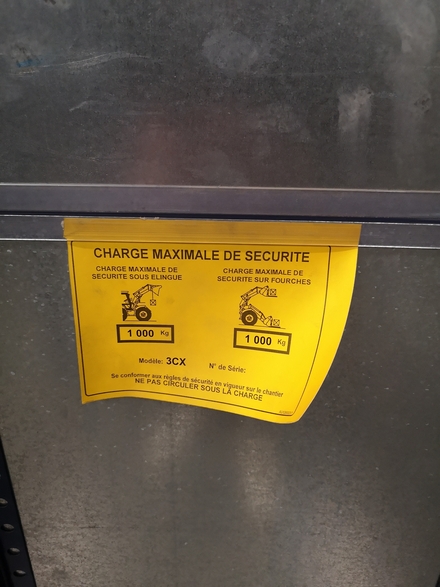 CHARGE MAXIMALE DE SECURITE
CHARGE MAXIMALE DE
SECURITE SOUS ELINGUE
CHARGE MAXIMALE DE
SECURITE SUR FOURCHES
1 000 Kg
1 000 Kg
Modèle: 3CX
N° de Série:
Se conformer aux règles de sécurité en vigueur sur le chantier
NE PAS CIRCULER SOUS LA CHARGE